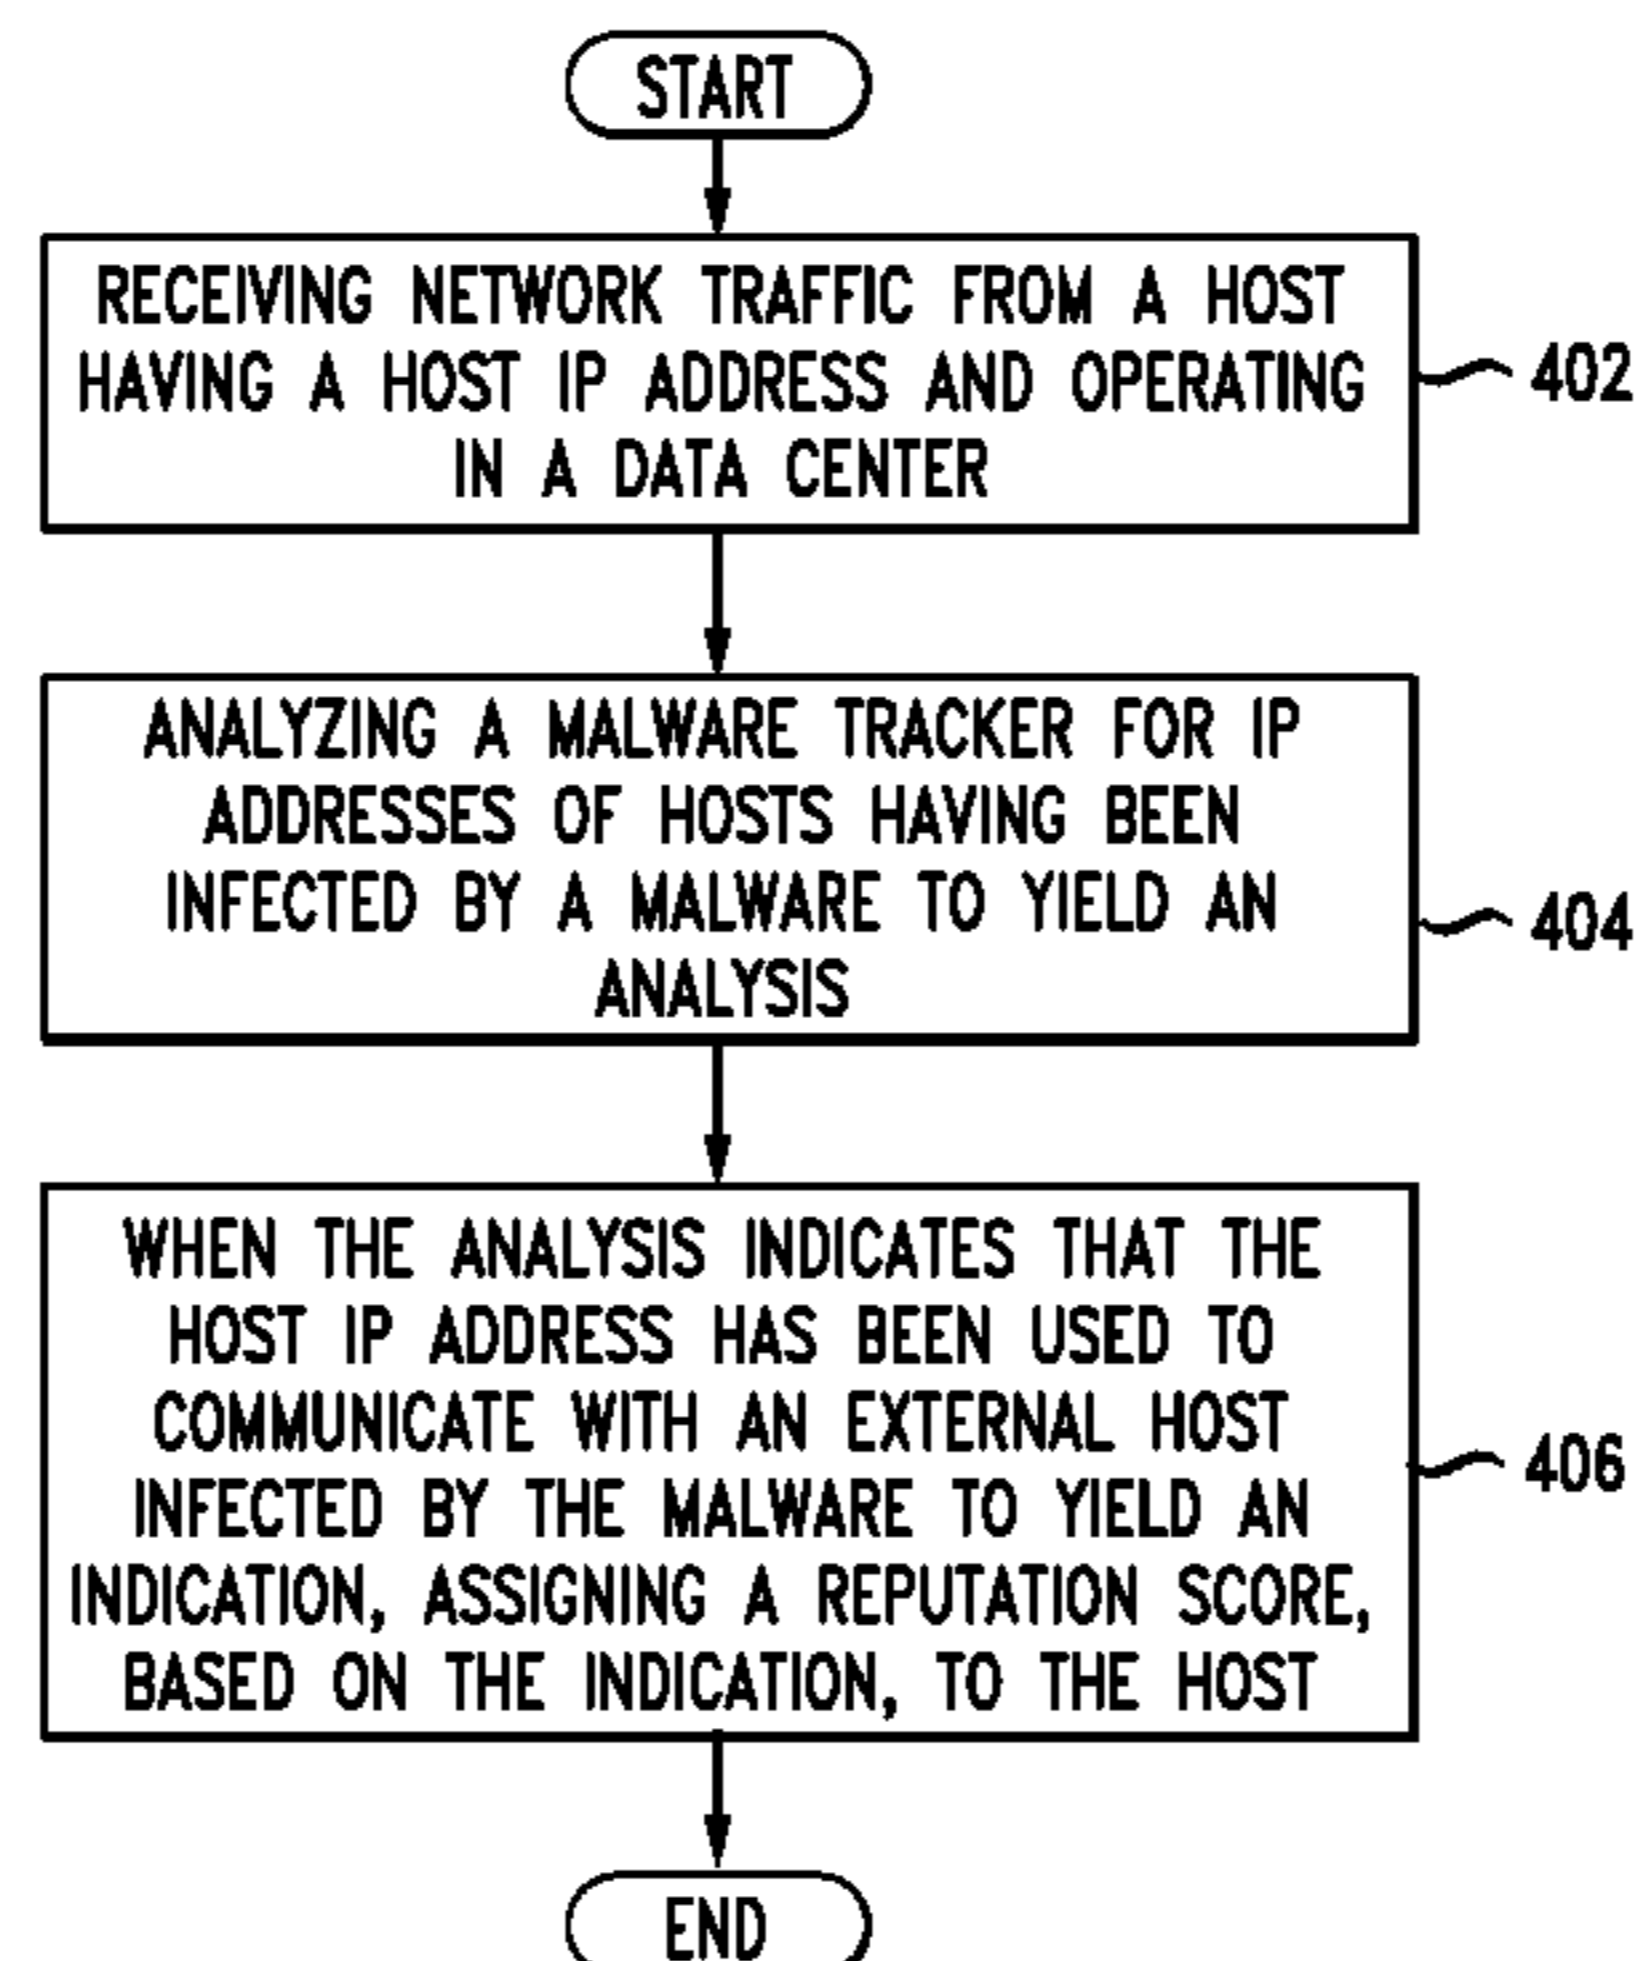 START
RECEIVING NETWORK TRAFFIC FROM A HOST
HAVING A HOST IP ADDRESS AND OPERATING
IN A DATA CENTER
402
ANALYZING A MALWARE TRACKER FOR IP
ADDRESSES OF HOSTS HAVING BEEN
INFECTED BY A MALWARE TO YIELD AN
ANALYSIS
404
WHEN THE ANALYSIS INDICATES THAT THE
HOST IP ADDRESS HAS BEEN USED TO
COMMUNICATE WITH AN EXTERNAL HOST
INFECTED BY THE MALWARE TO YIELD AN
INDICATION, ASSIGNING A REPUTATION SCORE,
BASED ON THE INDICATION, TO THE HOST
406
END